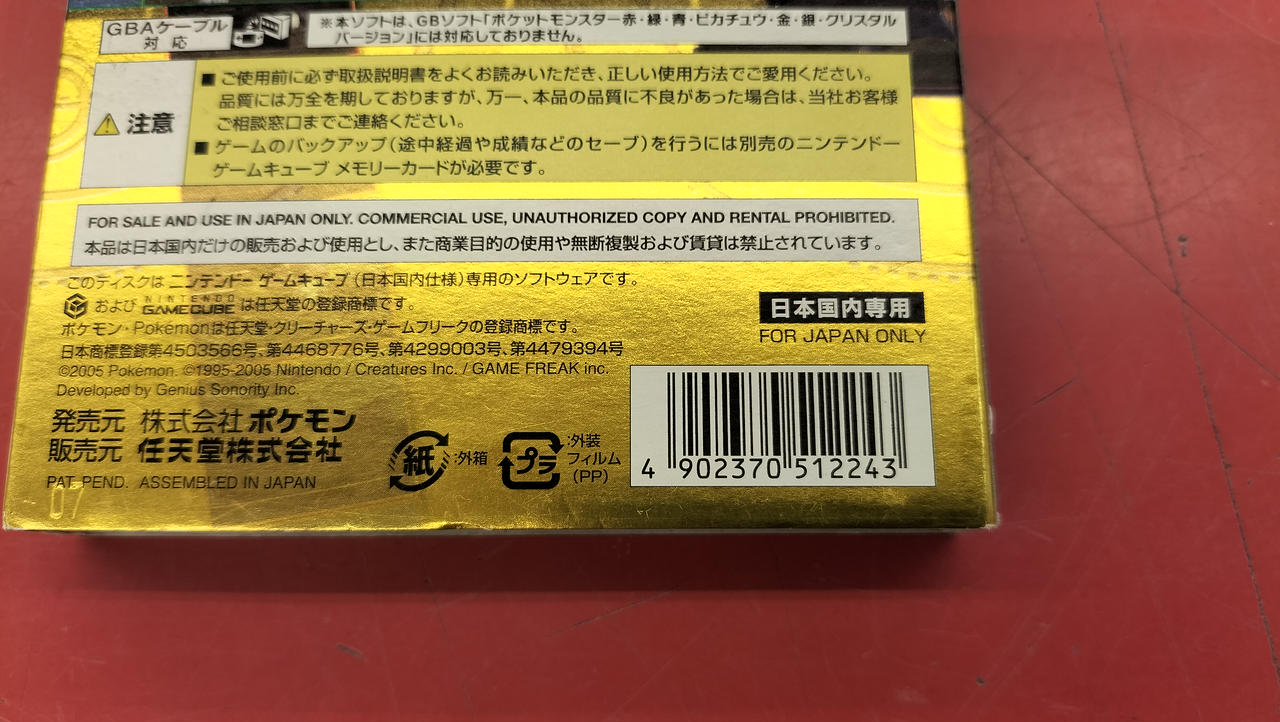 GBAケーブル
対 応
※本ソフトは、GBソフト「ポケットモンスター赤・緑・青・ピカチュウ・金・銀・クリスタル
バージョン」には対応しておりません。
注意
■ ご使用前に必ず取扱説明書をよくお読みいただき、正しい使用方法でご愛用ください。
品質には万全を期しておりますが、万一、本品の品質に不良があった場合は、当社お客様
ご相談窓口までご連絡ください。
■ ゲームのバックアップ（途中経過や成績などのセーブ）を行うには別売のニンテンドー
ゲームキューブ メモリーカードが必要です。
FOR SALE AND USE IN JAPAN ONLY. COMMERCIAL USE, UNAUTHORIZED COPY AND RENTAL PROHIBITED.
本品は日本国内だけの販売および使用とし、また商業目的の使用や無断複製および賃貸は禁止されています。
このディスクは ニンテンドー ゲームキューブ（日本国内仕様）専用のソフトウェアです。
および NINTENDO GAMECUBE は任天堂の登録商標です。
ポケモン・Pokémonは任天堂・クリーチャーズ・ゲームフリークの登録商標です。
日本商標登録第4503566号、第4468776号、第4299003号、第4479394号
©2005 Pokémon. ©1995-2005 Nintendo / Creatures Inc. / GAME FREAK inc.
Developed by Genius Sonority Inc.
発売元 株式会社ポケモン
販売元 任天堂株式会社
PAT. PEND. ASSEMBLED IN JAPAN
07
紙 :外箱
プラ :外装
フィルム
(PP)
日本国内専用
FOR JAPAN ONLY
4 902370 512243